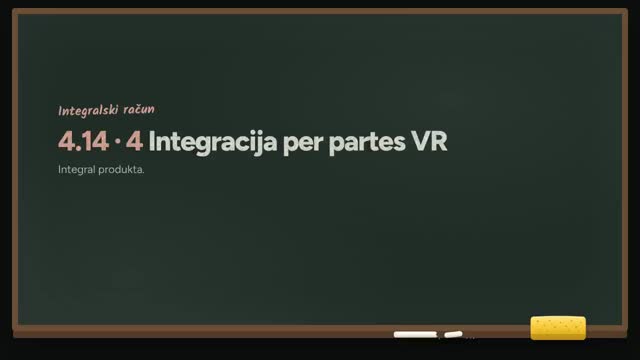 Integralski račun
4.14 · 4 Integracija per partes VR
Integral produkta.